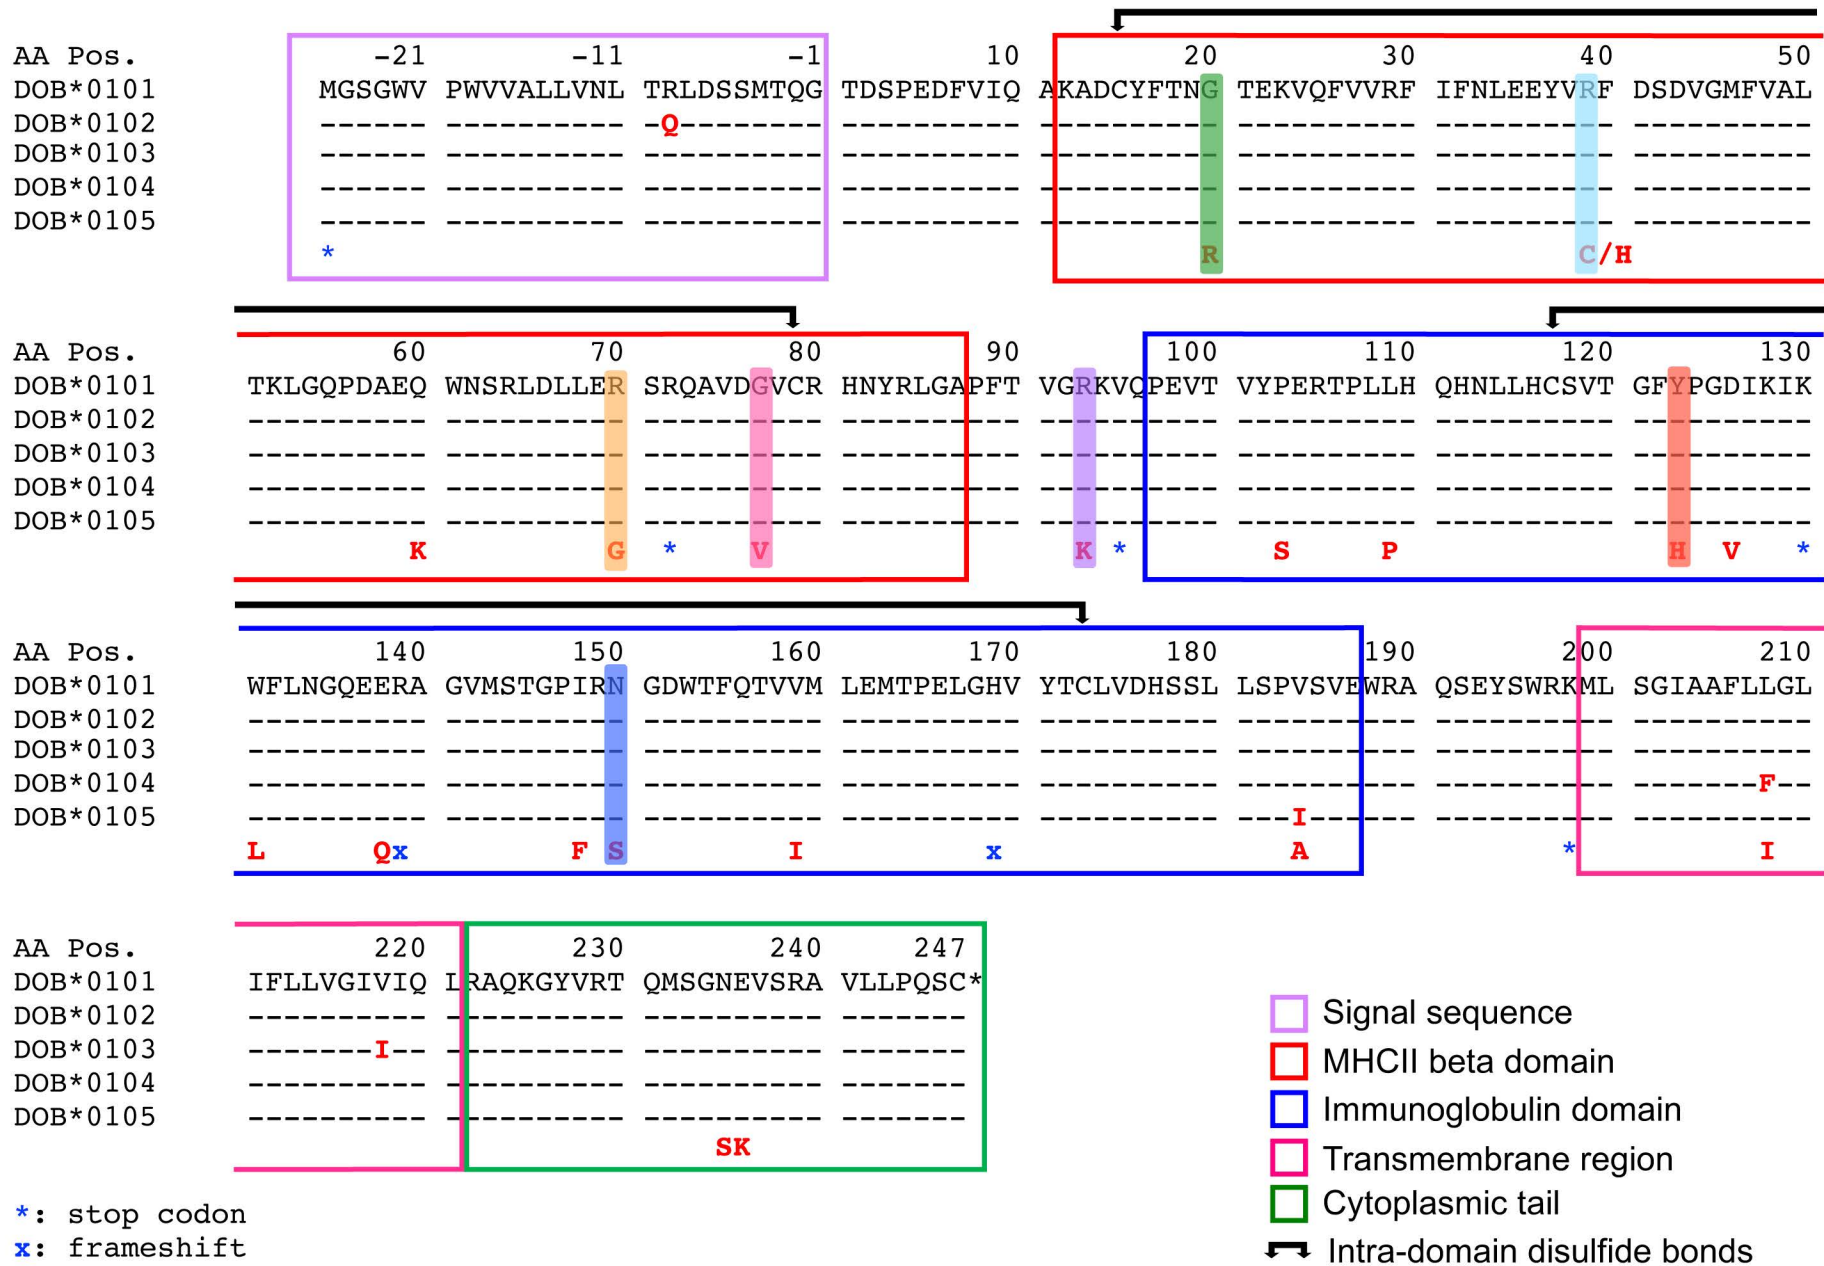 AA Pos. -21 -11 -1 10 20 30 40 50
DOB*0101 MGSGWV PWVVALLVNL TRLDSSMTQG TDSPEDFVIQ AKADCYFTNG TEKVQFVVRF IFNLEEYVRF DSDVGMFVAL
DOB*0102 ------ ---------- -Q-------- ---------- ---------- ---------- ---------- ----------
DOB*0103 ------ ---------- ---------- ---------- ---------- ---------- ---------- ----------
DOB*0104 ------ ---------- ---------- ---------- ---------- ---------- ---------- ----------
DOB*0105 ------ ---------- ---------- ---------- ---------- ---------- ---------- ----------
* R C/H
AA Pos. 60 70 80 90 100 110 120 130
DOB*0101 TKLGQPDAEQ WNSRLDLLER SRQAVDGVCR HNYRLGAPFT VGRKVQPEVT VYPERTPLLH QHNLLHCSVT GFYPGDIKIK
DOB*0102 ---------- ---------- ---------- ---------- ---------- ---------- ---------- ----------
DOB*0103 ---------- ---------- ---------- ---------- ---------- ---------- ---------- ----------
DOB*0104 ---------- ---------- ---------- ---------- ---------- ---------- ---------- ----------
DOB*0105 ---------- ---------- ---------- ---------- ---------- ---------- ---------- ----------
K G * V K * S P H V *
AA Pos. 140 150 160 170 180 190 200 210
DOB*0101 WFLNGQEERA GVMSTGPIRN GDWTFQTVVM LEMTPELGHV YTCLVDHSSL LSPVSVEWRA QSEYSWRKML SGIAAFLLGL
DOB*0102 ---------- ---------- ---------- ---------- ---------- ---------- ---------- ----------
DOB*0103 ---------- ---------- ---------- ---------- ---------- ---------- ---------- ----------
DOB*0104 ---------- ---------- ---------- ---------- ---------- ---------- ---------- -------F--
DOB*0105 ---------- ---------- ---------- ---------- ---------- ---I------ ---------- ----------
L Qx F S I x A * I
AA Pos. 220 230 240 247
DOB*0101 IFLLVGIVIQ LRAQKGYVRT QMSGNEVSRA VLLPQSC*
DOB*0102 ---------- ---------- ---------- -------
DOB*0103 -------I-- ---------- ---------- -------
DOB*0104 ---------- ---------- ---------- -------
DOB*0105 ---------- ---------- ---------- -------
SK
*: stop codon
x: frameshift
Signal sequence
MHCII beta domain
Immunoglobulin domain
Transmembrane region
Cytoplasmic tail
Intra-domain disulfide bonds